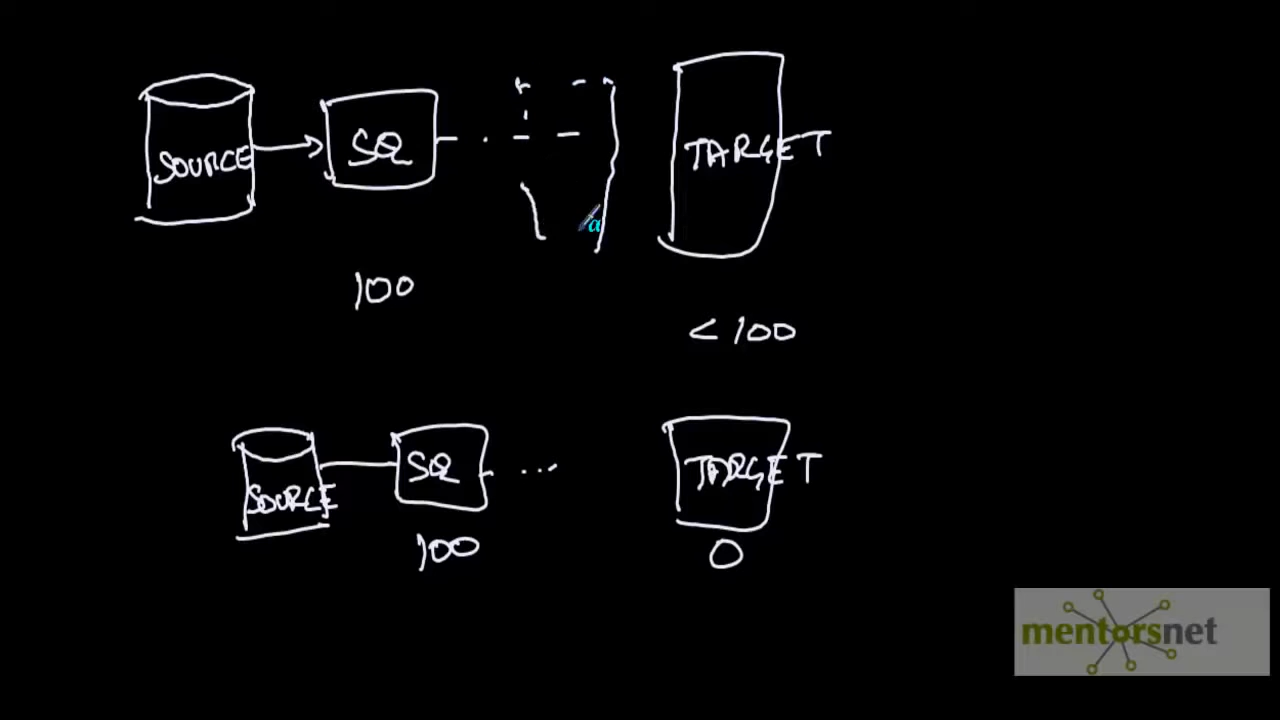 SOURCE SQ TARGET
100
< 100
SOURCE SQ ... TARGET
100 0
mentorsnet